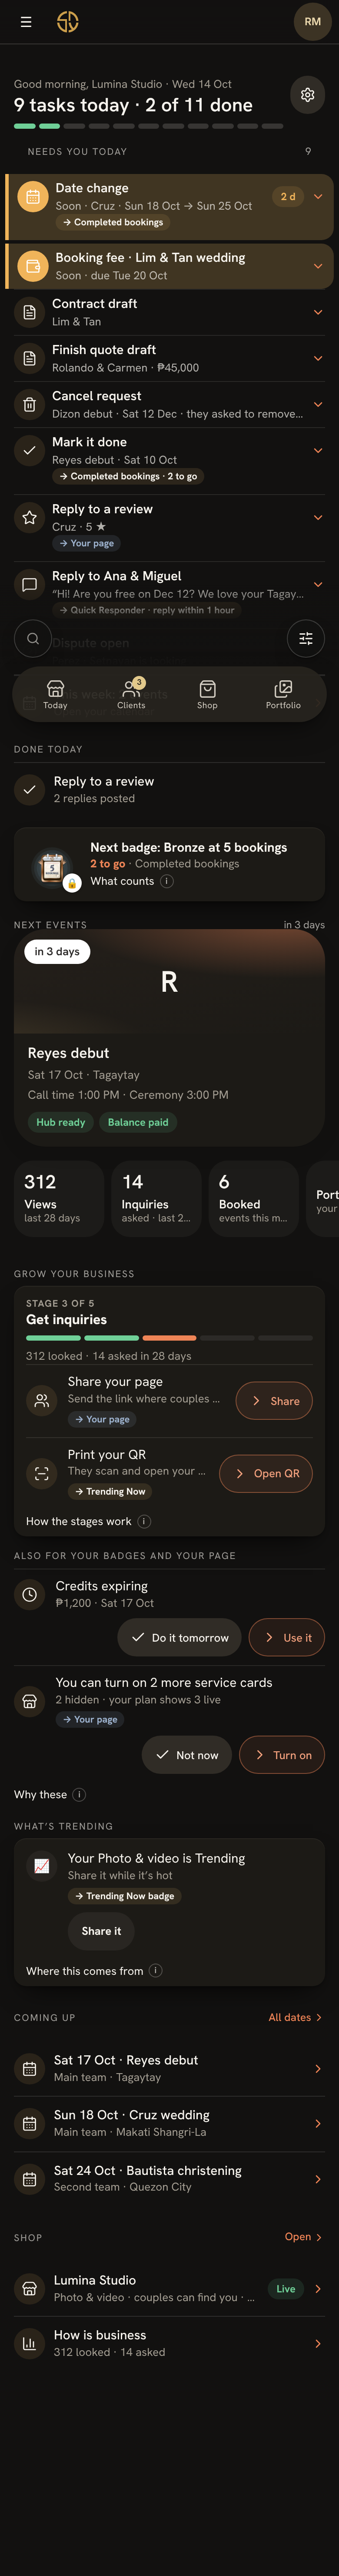 RM
Good morning, Lumina Studio · Wed 14 Oct
9 tasks today · 2 of 11 done
NEEDS YOU TODAY
9
Date change
Soon · Cruz · Sun 18 Oct → Sun 25 Oct
→ Completed bookings
2 d
Booking fee · Lim & Tan wedding
Soon · due Tue 20 Oct
Contract draft
Lim & Tan
Finish quote draft
Rolando & Carmen · ₱45,000
Cancel request
Dizon debut · Sat 12 Dec · they asked to remove...
Mark it done
Reyes debut · Sat 10 Oct
→ Completed bookings · 2 to go
Reply to a review
Cruz · 5 ★
→ Your page
Reply to Ana & Miguel
“Hi! Are you free on Dec 12? We love your Tagay...
→ Quick Responder · reply within 1 hour
Dispute open
Today
3
Clients
Shop
Portfolio
DONE TODAY
Reply to a review
2 replies posted
5
Next badge: Bronze at 5 bookings
2 to go · Completed bookings
What counts
NEXT EVENTS
in 3 days
in 3 days
R
Reyes debut
Sat 17 Oct · Tagaytay
Call time 1:00 PM · Ceremony 3:00 PM
Hub ready
Balance paid
312
Views
last 28 days
14
Inquiries
asked · last 2...
6
Booked
events this m...
Port
your
GROW YOUR BUSINESS
STAGE 3 OF 5
Get inquiries
312 looked · 14 asked in 28 days
Share your page
Send the link where couples ...
→ Your page
Share
Print your QR
They scan and open your ...
→ Trending Now
Open QR
How the stages work
ALSO FOR YOUR BADGES AND YOUR PAGE
Credits expiring
₱1,200 · Sat 17 Oct
Do it tomorrow
Use it
You can turn on 2 more service cards
2 hidden · your plan shows 3 live
→ Your page
Not now
Turn on
Why these
WHAT’S TRENDING
Your Photo & video is Trending
Share it while it’s hot
→ Trending Now badge
Share it
Where this comes from
COMING UP
All dates
Sat 17 Oct · Reyes debut
Main team · Tagaytay
Sun 18 Oct · Cruz wedding
Main team · Makati Shangri-La
Sat 24 Oct · Bautista christening
Second team · Quezon City
SHOP
Open
Lumina Studio
Photo & video · couples can find you · ...
Live
How is business
312 looked · 14 asked